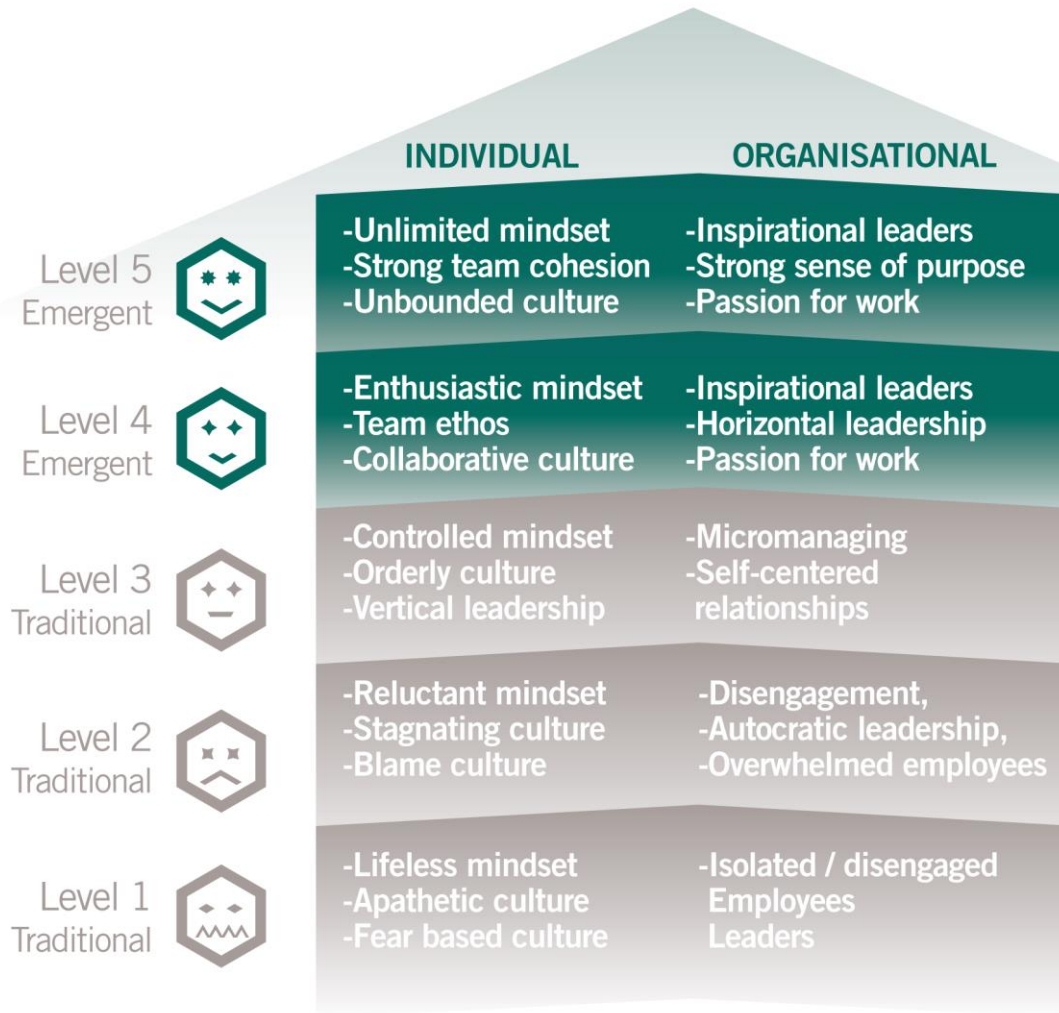 INDIVIDUAL
ORGANISATIONAL
Level 5
Emergent
-Unlimited mindset
-Strong team cohesion
-Unbounded culture
-Inspirational leaders
-Strong sense of purpose
-Passion for work
Level 4
Emergent
-Enthusiastic mindset
-Team ethos
-Collaborative culture
-Inspirational leaders
-Horizontal leadership
-Passion for work
Level 3
Traditional
-Controlled mindset
-Orderly culture
-Vertical leadership
-Micromanaging
-Self-centered
relationships
Level 2
Traditional
-Reluctant mindset
-Stagnating culture
-Blame culture
-Disengagement,
-Autocratic leadership,
-Overwhelmed employees
Level 1
Traditional
-Lifeless mindset
-Apathetic culture
-Fear based culture
-Isolated / disengaged
Employees
Leaders